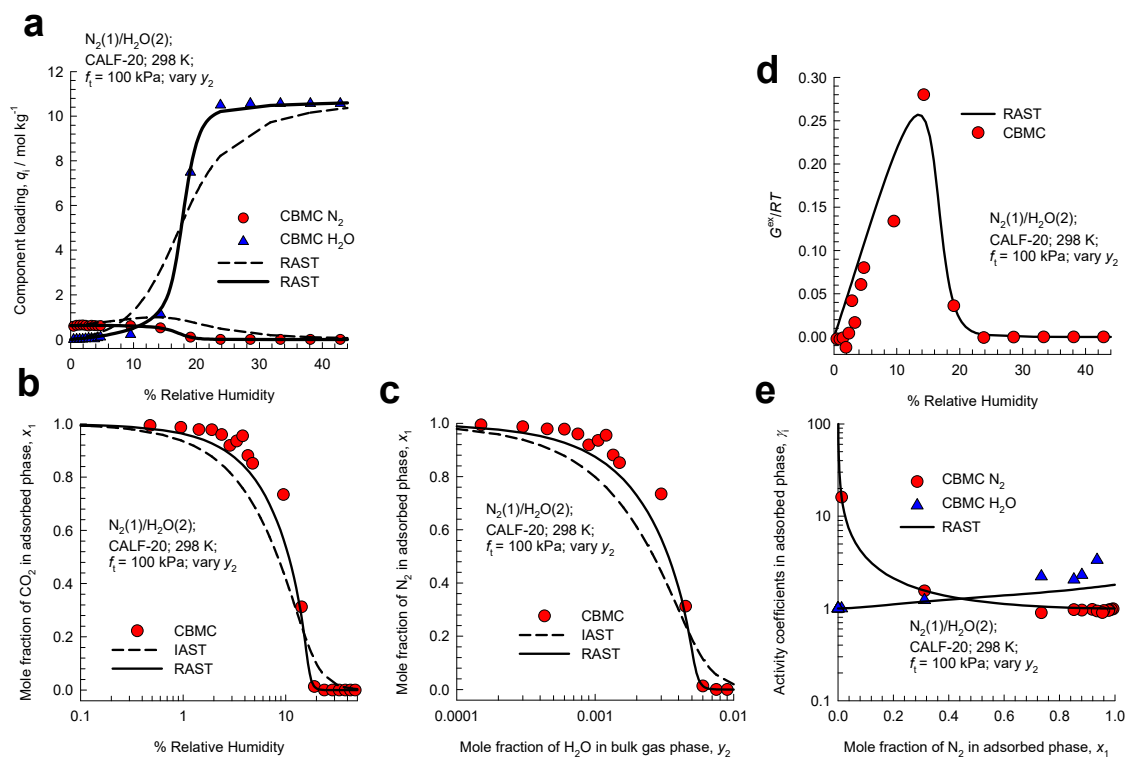 a
N₂(1)/H₂O(2);
CALF-20; 298 K;
fₜ = 100 kPa; vary y₂
12
10
8
6
4
2
0
Component loading, qᵢ / mol kg⁻¹
CBMC N₂
CBMC H₂O
RAST
RAST
0 10 20 30 40
% Relative Humidity
d
0.30
0.25
0.20
0.15
0.10
0.05
0.00
Gᵉˣ/RT
RAST
CBMC
N₂(1)/H₂O(2);
CALF-20; 298 K;
fₜ = 100 kPa; vary y₂
0 10 20 30 40
% Relative Humidity
b
1.0
0.8
0.6
0.4
0.2
0.0
Mole fraction of CO₂ in adsorbed phase, x₁
N₂(1)/H₂O(2);
CALF-20; 298 K;
fₜ = 100 kPa; vary y₂
CBMC
IAST
RAST
0.1 1 10
% Relative Humidity
c
1.0
0.8
0.6
0.4
0.2
0.0
Mole fraction of N₂ in adsorbed phase, x₁
N₂(1)/H₂O(2);
CALF-20; 298 K;
fₜ = 100 kPa; vary y₂
CBMC
IAST
RAST
0.0001 0.001 0.01
Mole fraction of H₂O in bulk gas phase, y₂
e
100
10
1
0.1
Activity coefficients in adsorbed phase, γᵢ
CBMC N₂
CBMC H₂O
RAST
N₂(1)/H₂O(2);
CALF-20; 298 K;
fₜ = 100 kPa; vary y₂
0.0 0.2 0.4 0.6 0.8 1.0
Mole fraction of N₂ in adsorbed phase, x₁